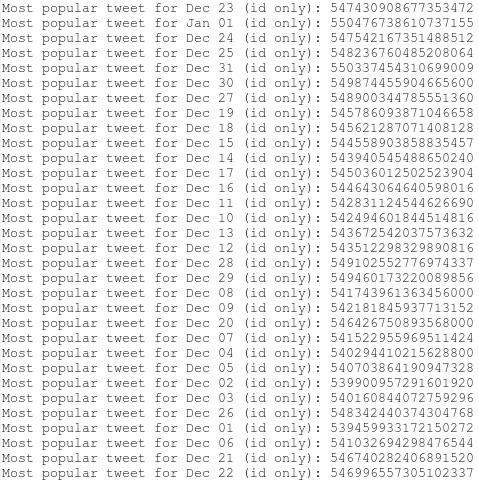 Most popular tweet for Dec 23 (id only): 547430908677353472
Most popular tweet for Jan 01 (id only): 550476738610737155
Most popular tweet for Dec 24 (id only): 547542167351488512
Most popular tweet for Dec 25 (id only): 548236760485208064
Most popular tweet for Dec 31 (id only): 550337454310699009
Most popular tweet for Dec 30 (id only): 549874455904665600
Most popular tweet for Dec 27 (id only): 548900344785551360
Most popular tweet for Dec 19 (id only): 545786093871046658
Most popular tweet for Dec 18 (id only): 545621287071408128
Most popular tweet for Dec 15 (id only): 544558903858835457
Most popular tweet for Dec 14 (id only): 543940545488650240
Most popular tweet for Dec 17 (id only): 545036012502523904
Most popular tweet for Dec 16 (id only): 544643064640598016
Most popular tweet for Dec 11 (id only): 542831124544626690
Most popular tweet for Dec 10 (id only): 542494601844514816
Most popular tweet for Dec 13 (id only): 543672542037573632
Most popular tweet for Dec 12 (id only): 543512298329890816
Most popular tweet for Dec 28 (id only): 549102552776974337
Most popular tweet for Dec 29 (id only): 549460173220089856
Most popular tweet for Dec 08 (id only): 541743961363456000
Most popular tweet for Dec 09 (id only): 542181845937713152
Most popular tweet for Dec 20 (id only): 546426750893568000
Most popular tweet for Dec 07 (id only): 541522955969511424
Most popular tweet for Dec 04 (id only): 540294410215628800
Most popular tweet for Dec 05 (id only): 540703864190947328
Most popular tweet for Dec 02 (id only): 539900957291601920
Most popular tweet for Dec 03 (id only): 540160844072759296
Most popular tweet for Dec 26 (id only): 548342440374304768
Most popular tweet for Dec 01 (id only): 539459933172150272
Most popular tweet for Dec 06 (id only): 541032694298476544
Most popular tweet for Dec 21 (id only): 546740282406891520
Most popular tweet for Dec 22 (id only): 546996557305102337